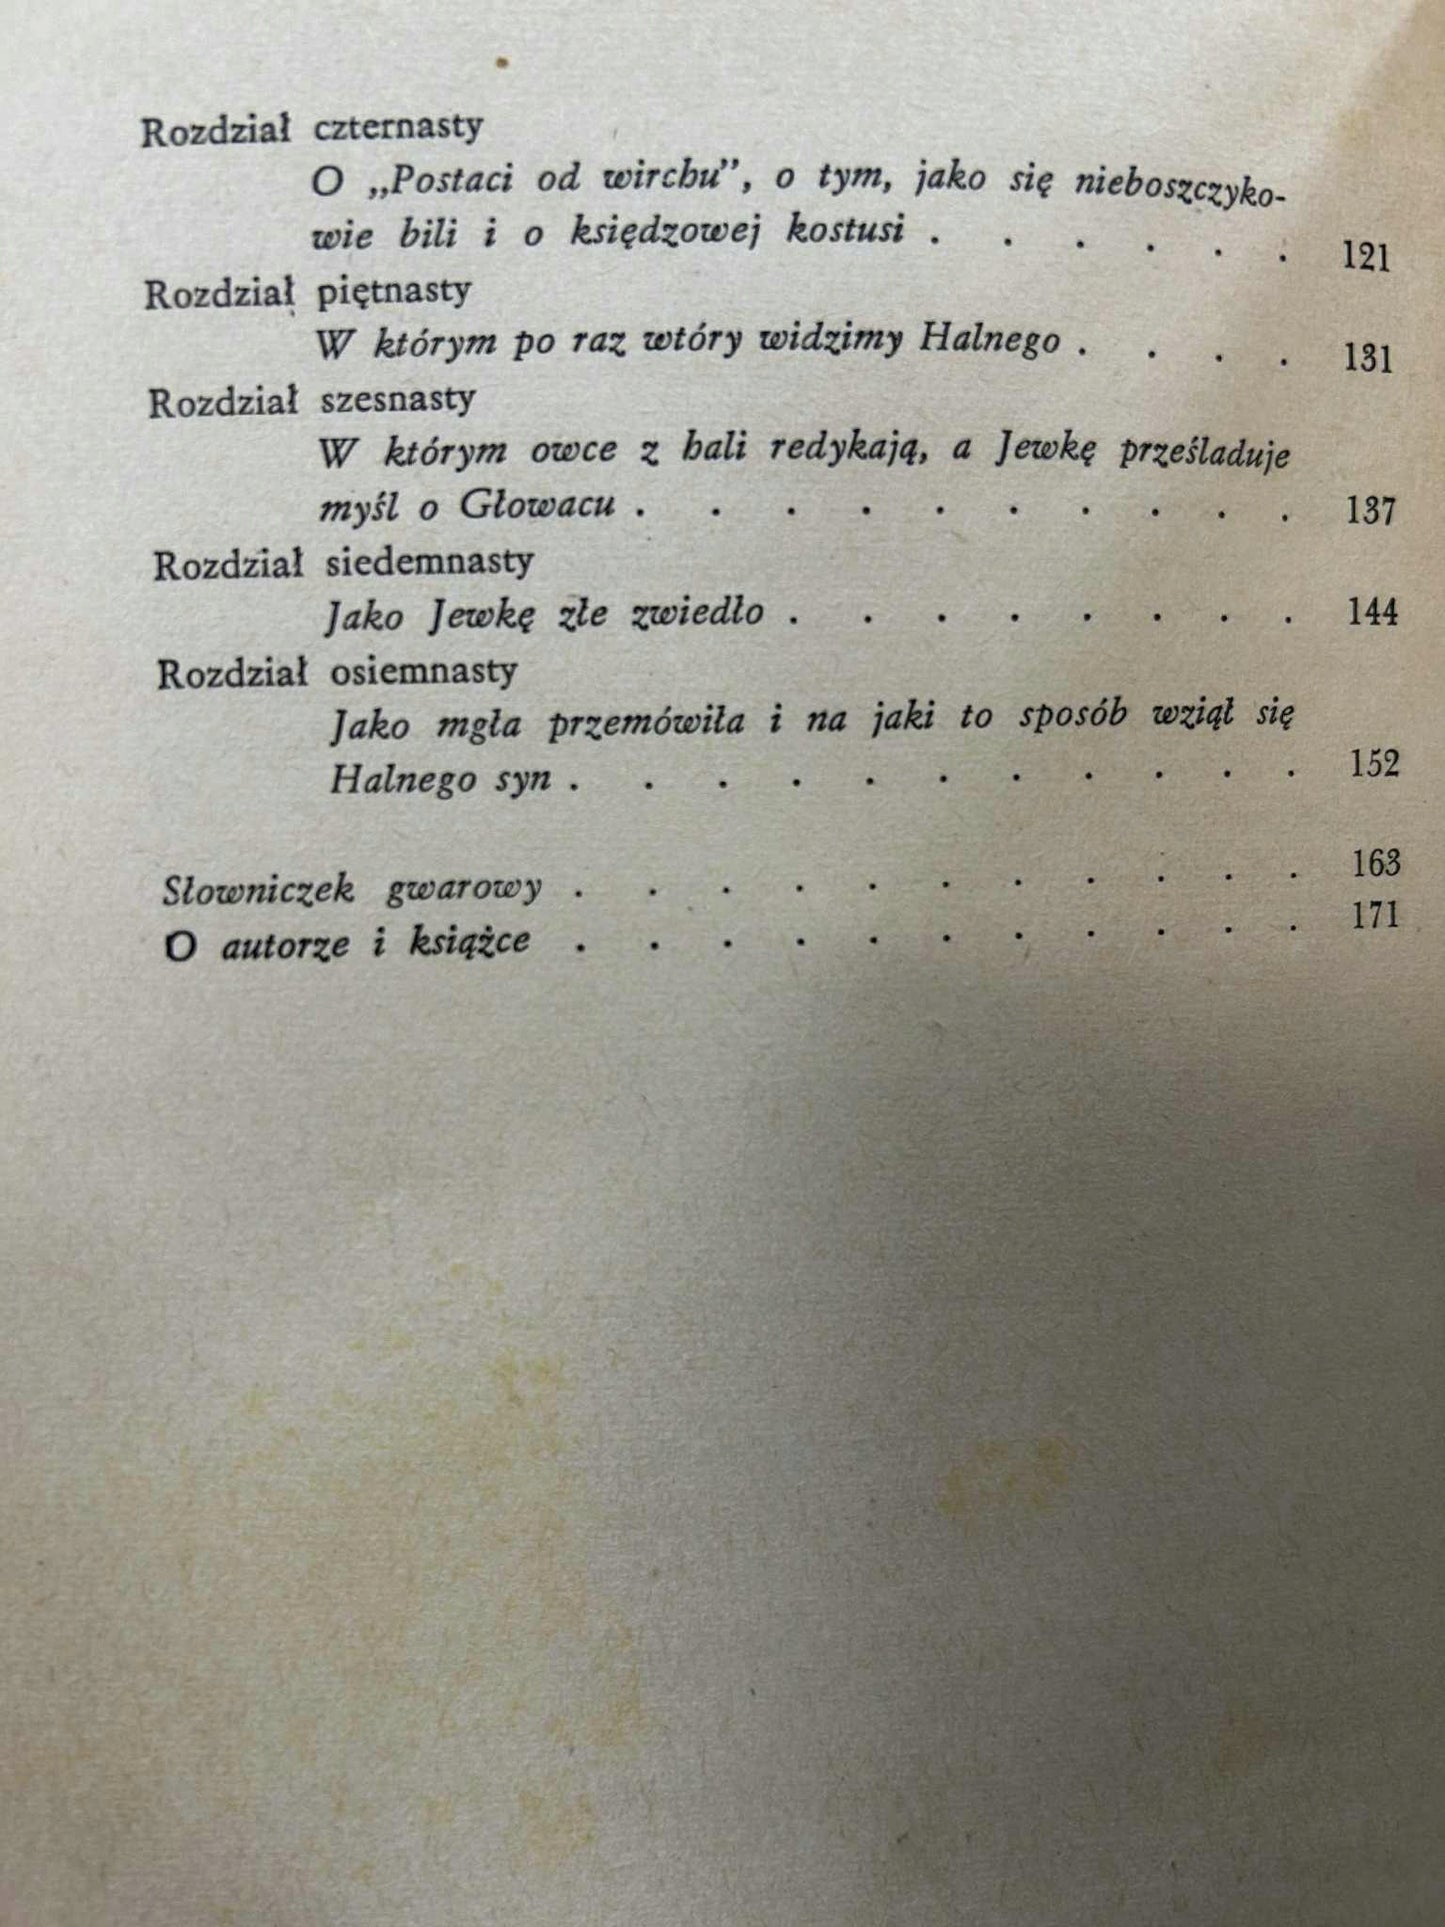 Rozdział czternasty
O „Postaci od wirchu”, o tym, jako się nieboszczyko-
wie bili i o księdzowej kostusi . . . . . . 121
Rozdział piętnasty
W którym po raz wtóry widzimy Halnego . . . . 131
Rozdział szesnasty
W którym owce z hali redykają, a Jewkę prześladuje
myśl o Głowacu . . . . . . . . . . 137
Rozdział siedemnasty
Jako Jewkę złe zwiedło . . . . . . . . 144
Rozdział osiemnasty
Jako mgła przemówiła i na jaki to sposób wziął się
Halnego syn . . . . . . . . . . . 152
Słowniczek gwarowy . . . . . . . . . . . 163
O autorze i książce . . . . . . . . . . . 171